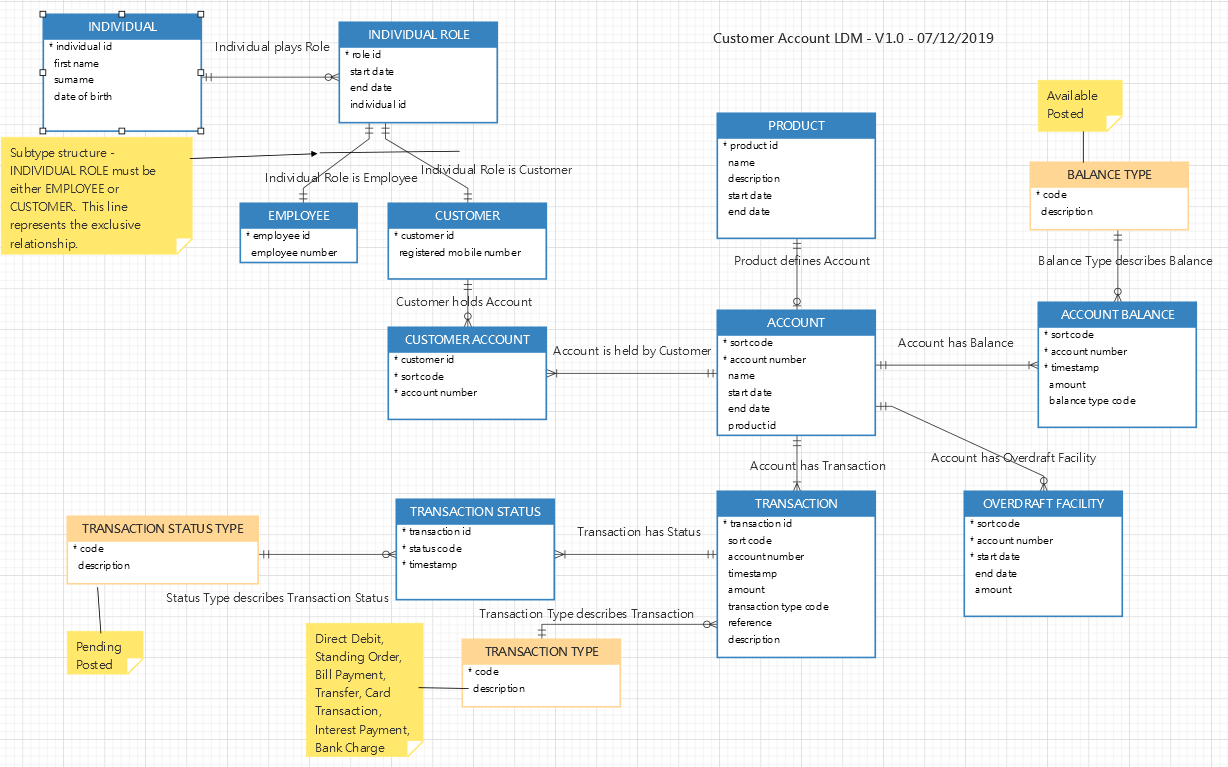 Customer Account LDM - V1.0 - 07/12/2019
INDIVIDUAL
* individual id
first name
surname
date of birth
Individual plays Role
INDIVIDUAL ROLE
* role id
start date
end date
individual id
Subtype structure -
INDIVIDUAL ROLE must be
either EMPLOYEE or
CUSTOMER.  This line
represents the exclusive
relationship.
Individual Role is Employee
Individual Role is Customer
EMPLOYEE
* employee id
employee number
CUSTOMER
* customer id
registered mobile number
Customer holds Account
CUSTOMER ACCOUNT
* customer id
* sort code
* account number
Account is held by Customer
PRODUCT
* product id
name
description
start date
end date
Product defines Account
ACCOUNT
* sort code
* account number
name
start date
end date
product id
Available
Posted
BALANCE TYPE
* code
description
Balance Type describes Balance
Account has Balance
ACCOUNT BALANCE
* sort code
* account number
* timestamp
amount
balance type code
Account has Overdraft Facility
OVERDRAFT FACILITY
* sort code
* account number
* start date
end date
amount
Account has Transaction
TRANSACTION
* transaction id
sort code
account number
timestamp
amount
transaction type code
reference
description
Transaction has Status
TRANSACTION STATUS
* transaction id
* status code
* timestamp
TRANSACTION STATUS TYPE
* code
description
Status Type describes Transaction Status
Pending
Posted
Transaction Type describes Transaction
TRANSACTION TYPE
* code
description
Direct Debit,
Standing Order,
Bill Payment,
Transfer, Card
Transaction,
Interest Payment,
Bank Charge